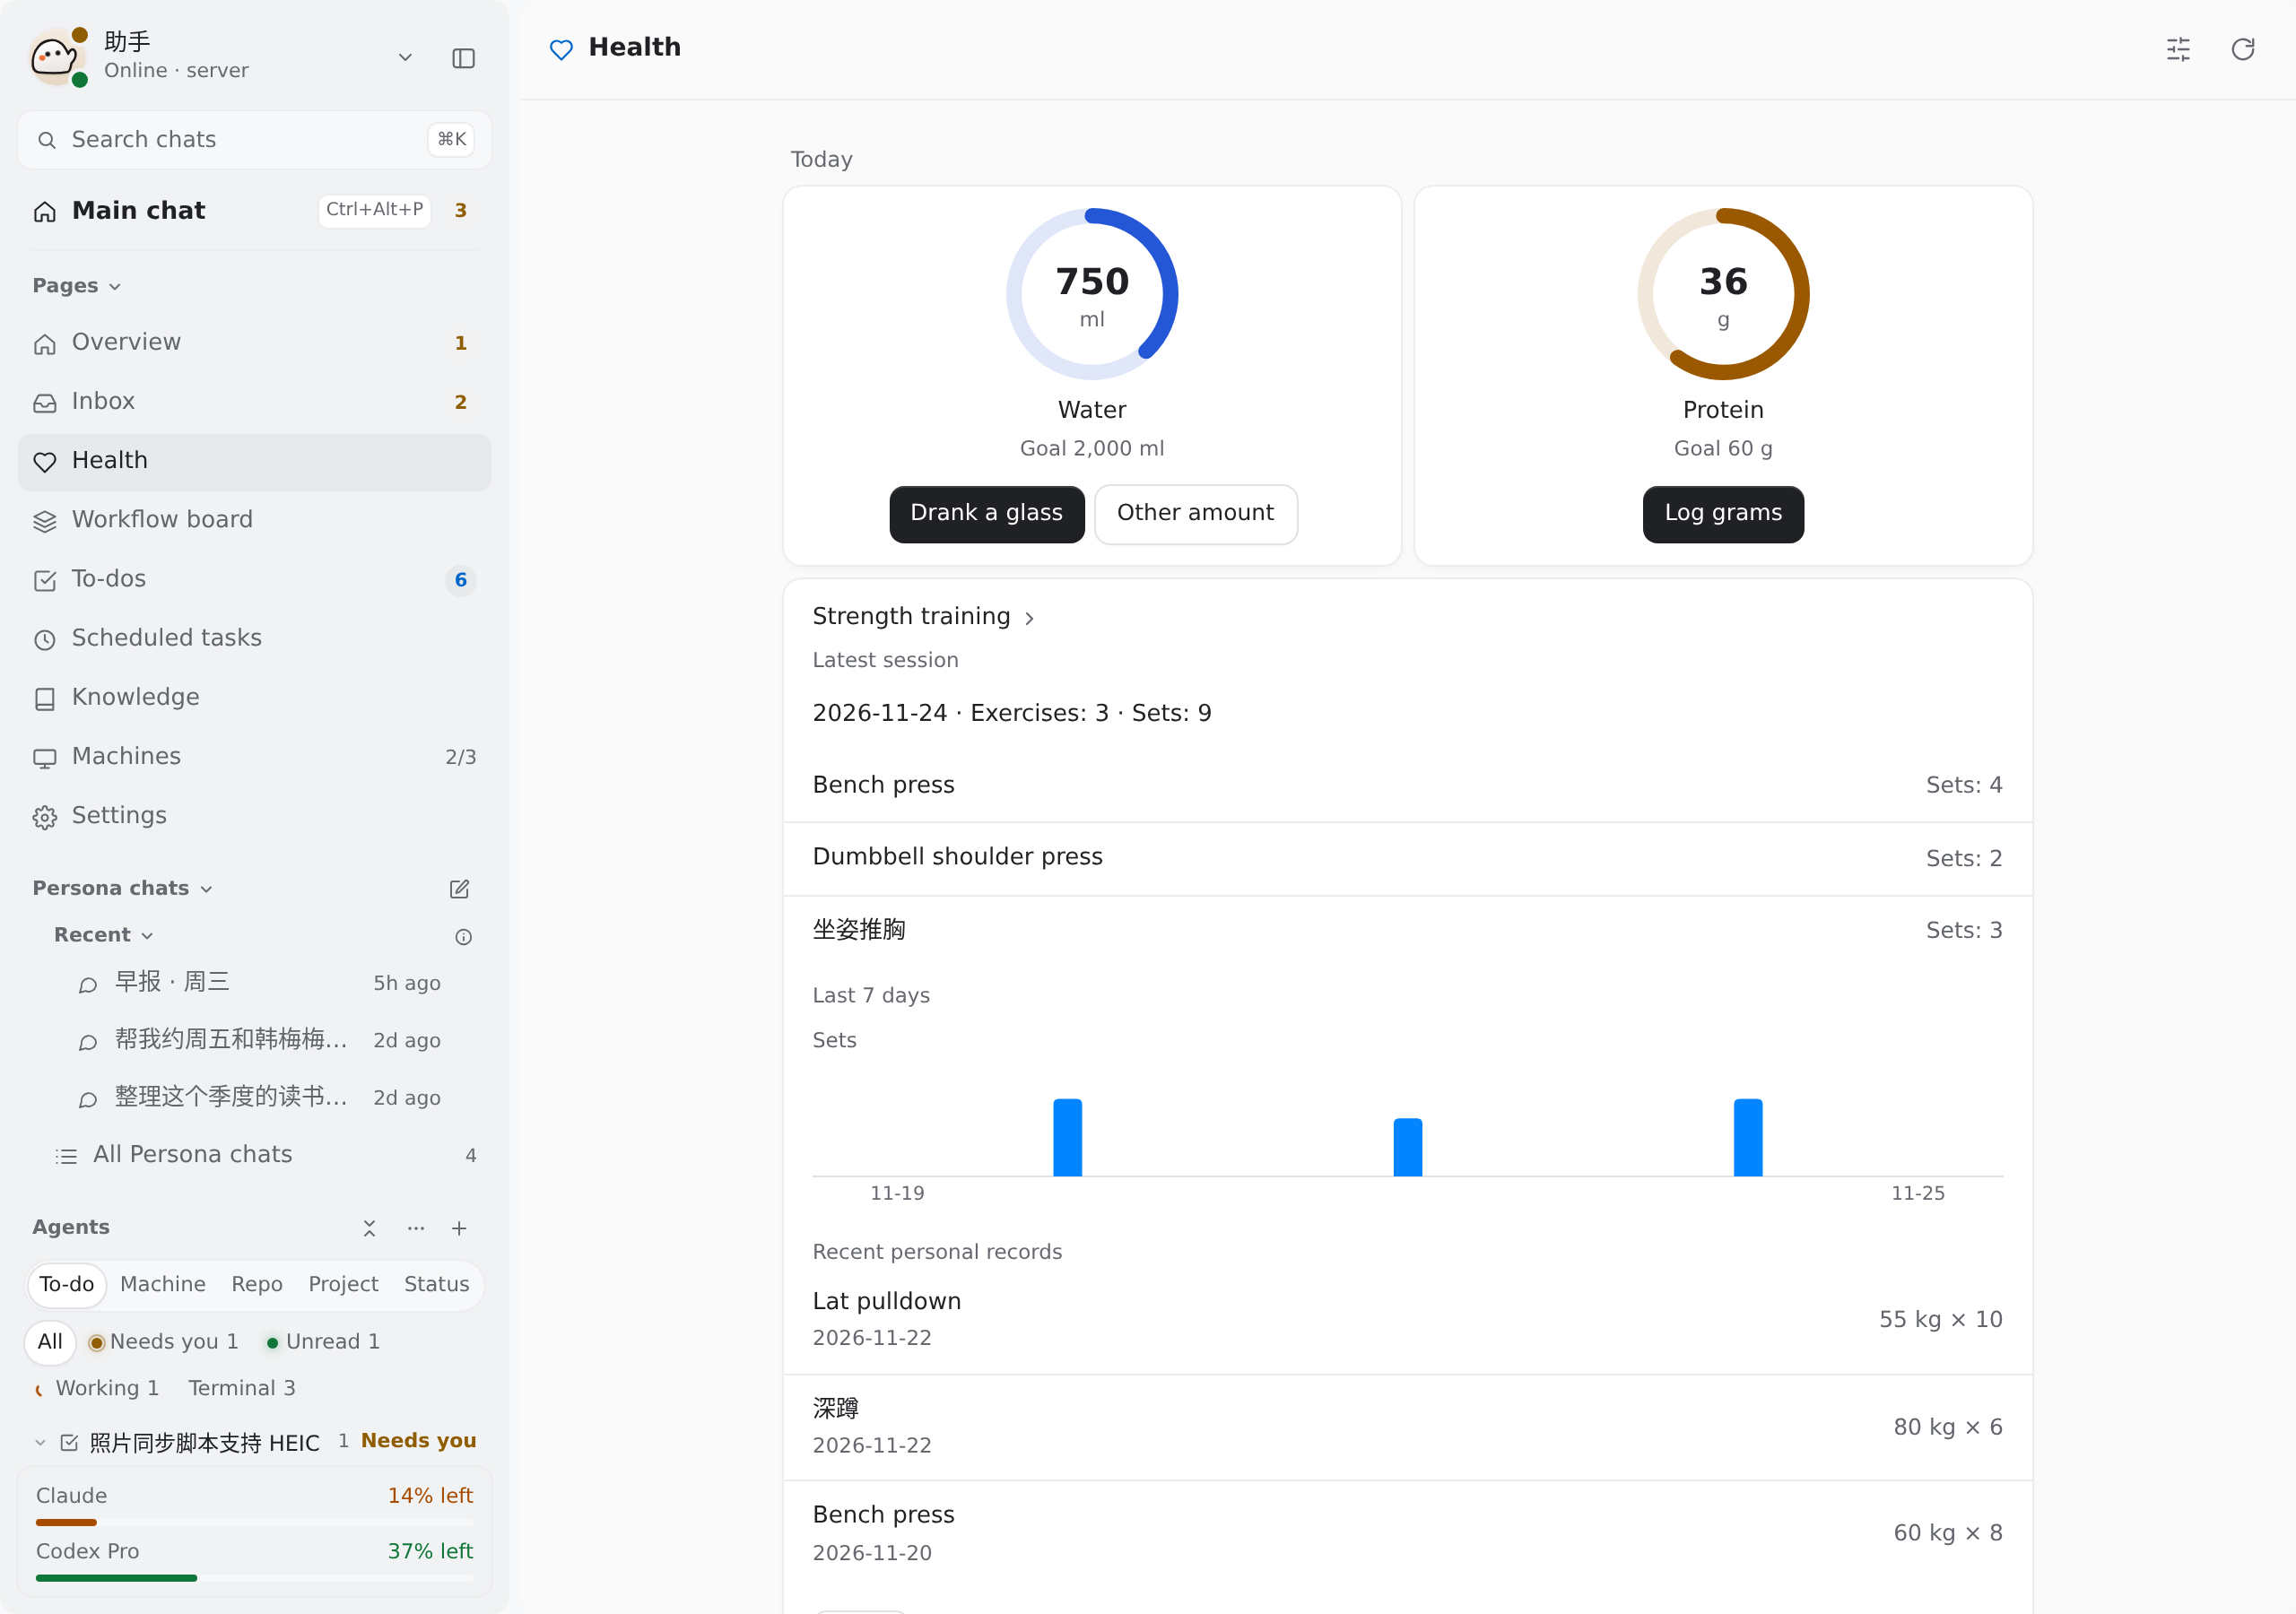 助手
Online · server
Search chats
⌘K
Main chat
Ctrl+Alt+P
3
Pages
Overview
1
Inbox
2
Health
Workflow board
To-dos
6
Scheduled tasks
Knowledge
Machines
2/3
Settings
Persona chats
Recent
早报 · 周三
5h ago
帮我约周五和韩梅梅…
2d ago
整理这个季度的读书…
2d ago
All Persona chats
4
Agents
To-do
Machine
Repo
Project
Status
All
Needs you 1
Unread 1
Working 1
Terminal 3
照片同步脚本支持 HEIC
1
Needs you
Claude
14% left
Codex Pro
37% left
Health
Today
750
ml
Water
Goal 2,000 ml
Drank a glass
Other amount
36
g
Protein
Goal 60 g
Log grams
Strength training
Latest session
2026-11-24 · Exercises: 3 · Sets: 9
Bench press
Sets: 4
Dumbbell shoulder press
Sets: 2
坐姿推胸
Sets: 3
Last 7 days
Sets
11-19
11-25
Recent personal records
Lat pulldown
2026-11-22
55 kg × 10
深蹲
2026-11-22
80 kg × 6
Bench press
2026-11-20
60 kg × 8